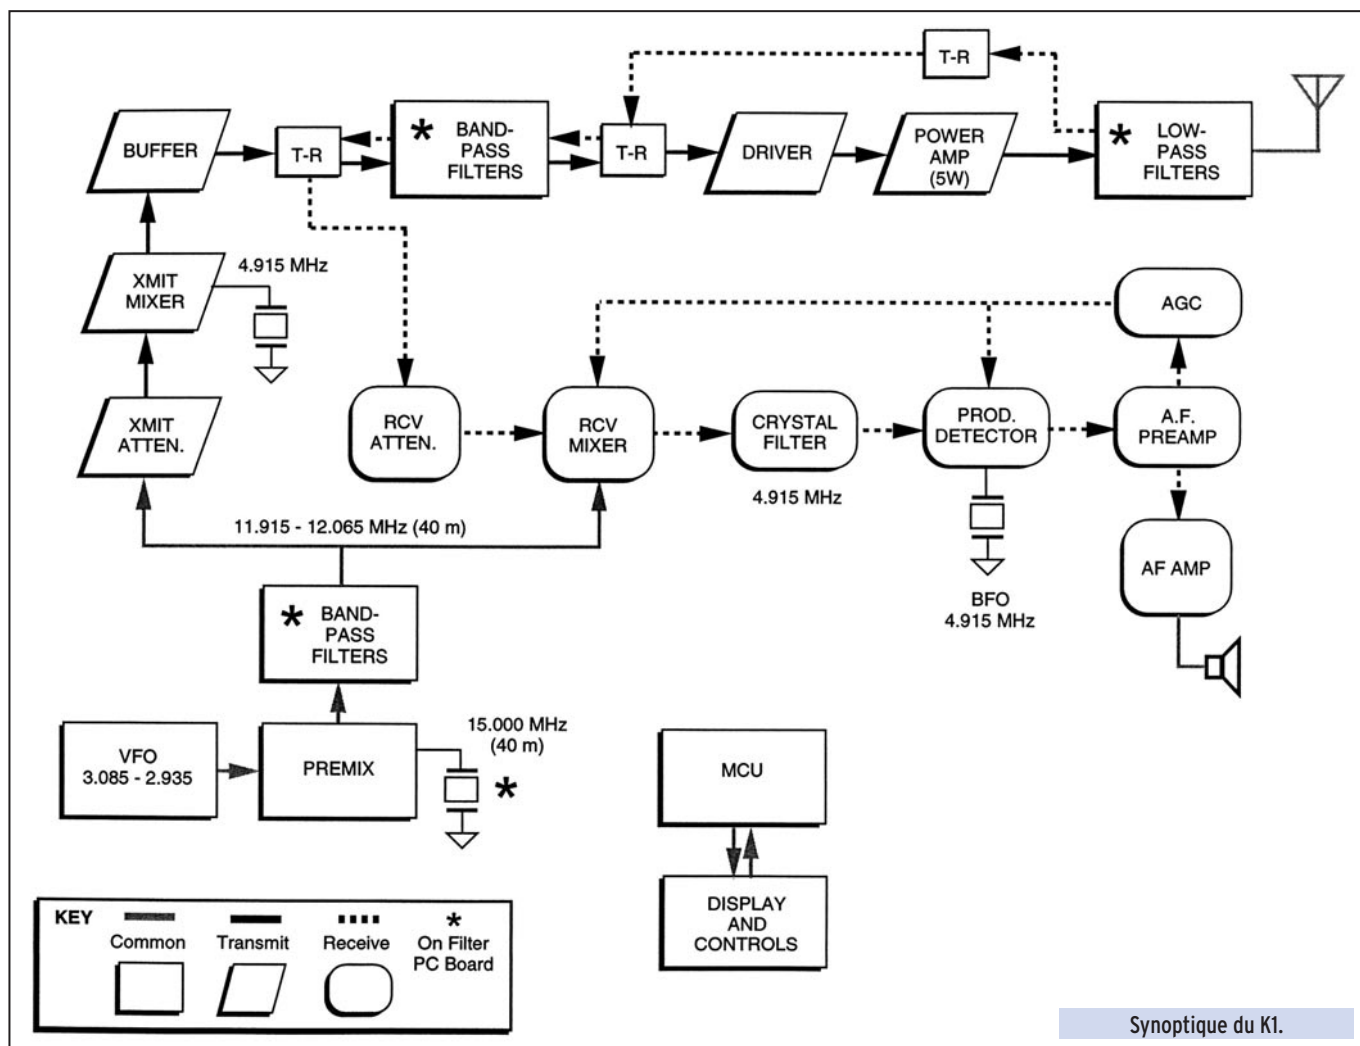 T-R
BUFFER
T-R
*
BAND-
PASS
FILTERS
T-R
DRIVER
POWER
AMP
(5W)
*
LOW-
PASS
FILTERS
XMIT
MIXER
4.915 MHz
AGC
XMIT
ATTEN.
RCV
ATTEN.
RCV
MIXER
CRYSTAL
FILTER
4.915 MHz
PROD.
DETECTOR
A.F.
PREAMP
11.915 - 12.065 MHz (40 m)
BFO
4.915 MHz
AF AMP
*
BAND-
PASS
FILTERS
VFO
3.085 - 2.935
PREMIX
15.000 MHz
(40 m)
*
MCU
DISPLAY
AND
CONTROLS
KEY
Common
Transmit
Receive
*
On Filter
PC Board
Synoptique du K1.